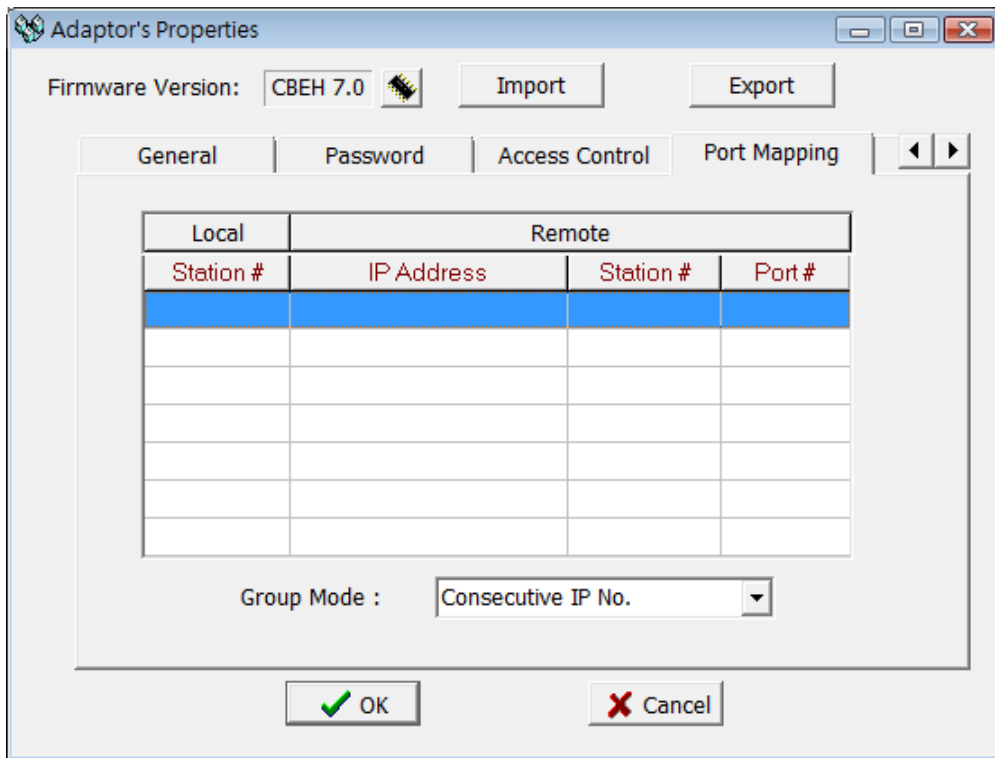 Adaptor's Properties
Firmware Version: CBEH 7.0 Import Export
General Password Access Control Port Mapping
Local Remote
Station # IP Address Station # Port #
Group Mode : Consecutive IP No.
OK Cancel